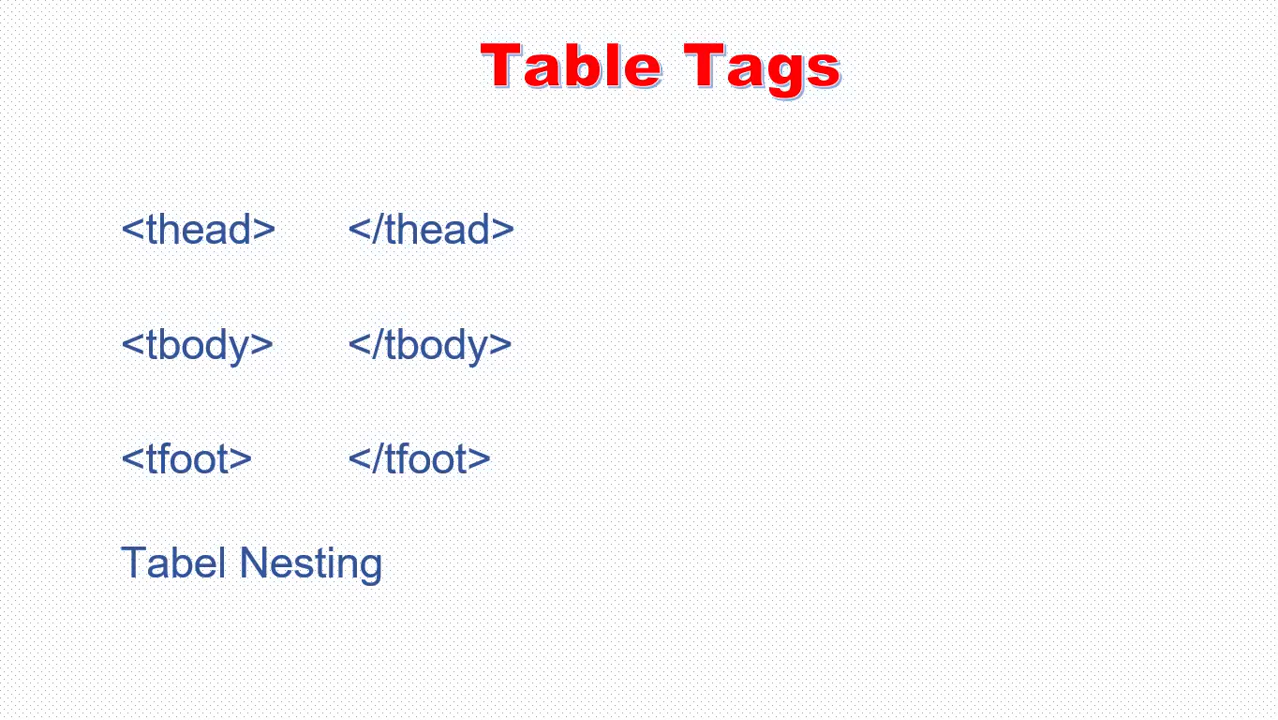 Table Tags
<thead> </thead>
<tbody> </tbody>
<tfoot> </tfoot>
Tabel Nesting